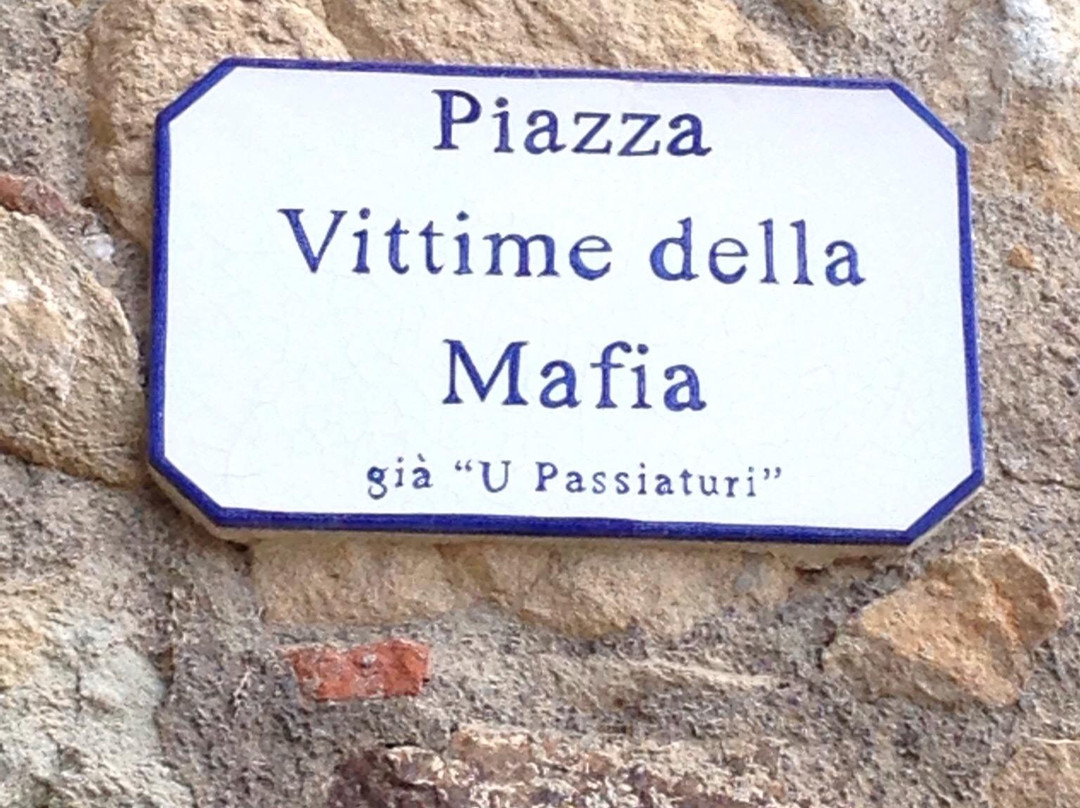 Piazza
Vittime della
Mafia
già “U Passiaturi”